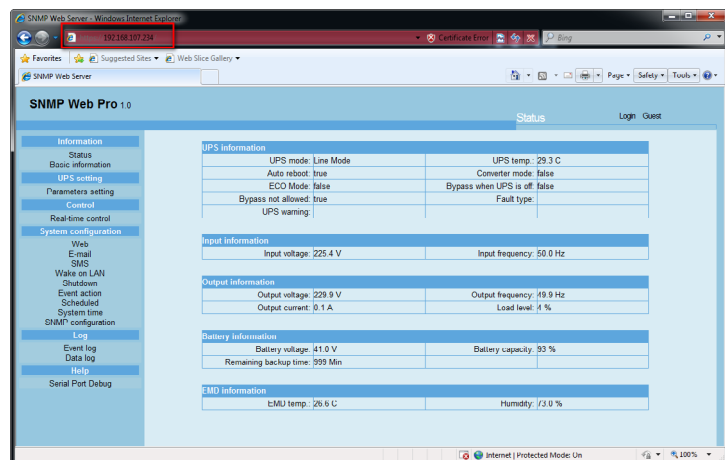 SNMP Web Server - Windows Internet Explorer
192.168.107.234
Certificate Error
Bing
Favorites
Suggested Sites
Web Slice Gallery
SNMP Web Server
Page
Safety
Tools
SNMP Web Pro 1.0
Status
Login Guest
Information
Status
Basic information
UPS setting
Parameters setting
Control
Real-time control
System configuration
Web
E-mail
SMS
Wake on LAN
Shutdown
Event action
Scheduled
System time
SNMP configuration
Log
Event log
Data log
Help
Serial Port Debug
UPS information
UPS mode: Line Mode UPS temp.: 29.3 C
Auto reboot: true Converter mode: false
ECO Mode: false Bypass when UPS is off: false
Bypass not allowed: true Fault type:
UPS warning:
Input information
Input voltage: 225.4 V Input frequency: 50.0 Hz
Output information
Output voltage: 229.9 V Output frequency: 49.9 Hz
Output current: 0.1 A Load level: 4 %
Battery information
Battery voltage: 41.0 V Battery capacity: 93 %
Remaining backup time: 999 Min
EMD information
EMD temp.: 26.6 C Humidity: 73.0 %
Internet | Protected Mode: On
100%